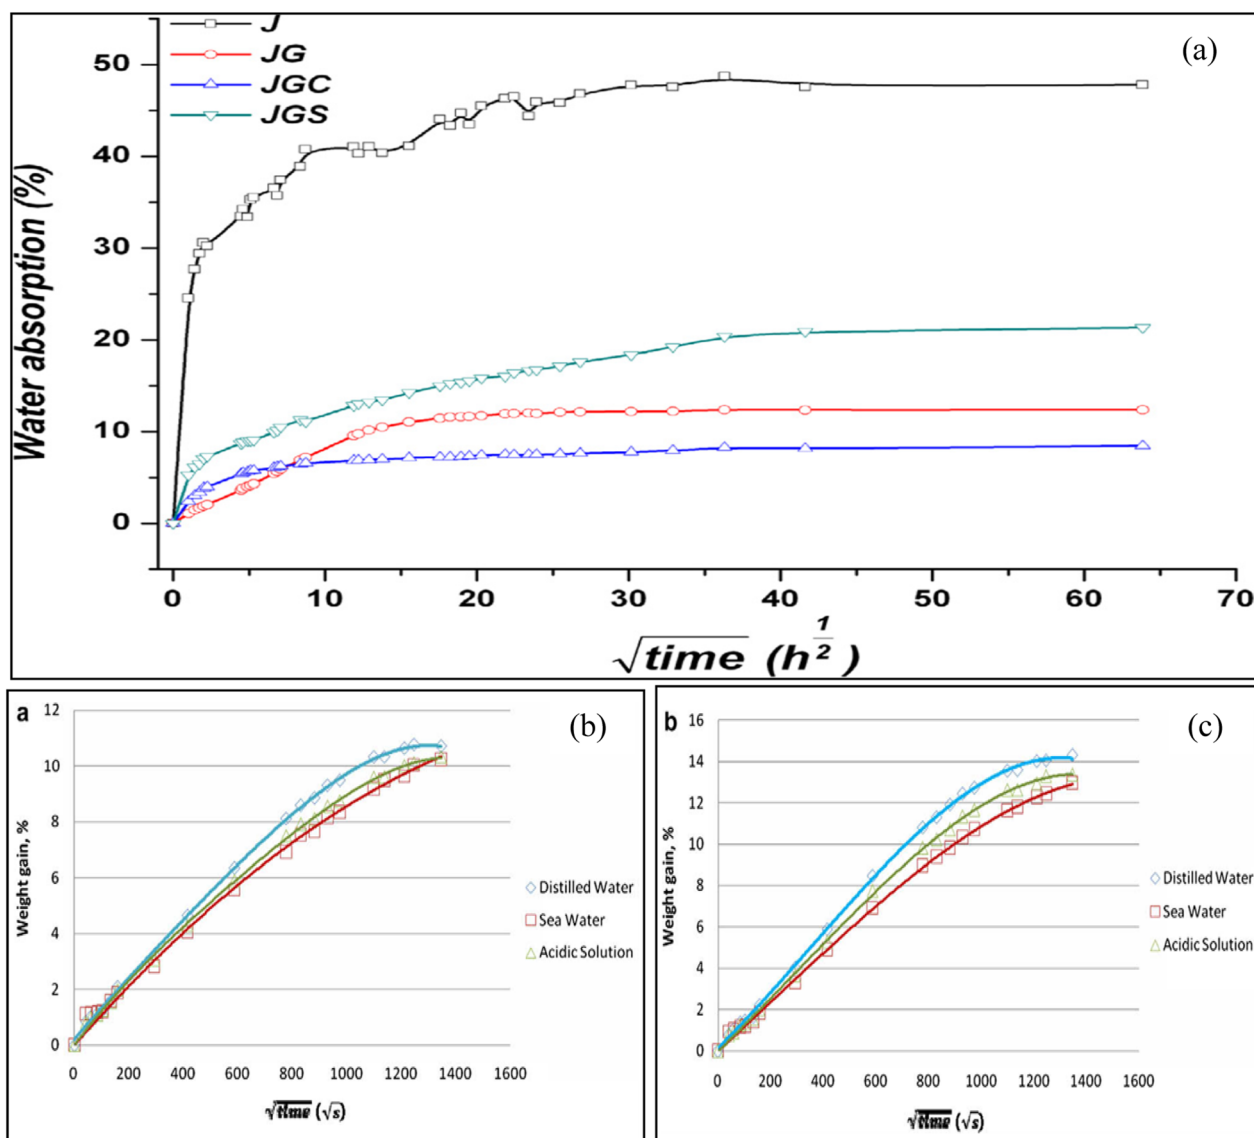 J
JG
JGC
JGS
(a)
50
40
30
20
10
0
Water absorption (%)
0 10 20 30 40 50 60 70
√time (h^1/2)
a
(b)
12
10
8
6
4
2
0
Weight gain, %
Distilled Water
Sea Water
Acidic Solution
0 200 400 600 800 1000 1200 1400 1600
√time (√s)
b
(c)
16
14
12
10
8
6
4
2
0
Weight gain, %
Distilled Water
Sea Water
Acidic Solution
0 200 400 600 800 1000 1200 1400 1600
√time (√s)